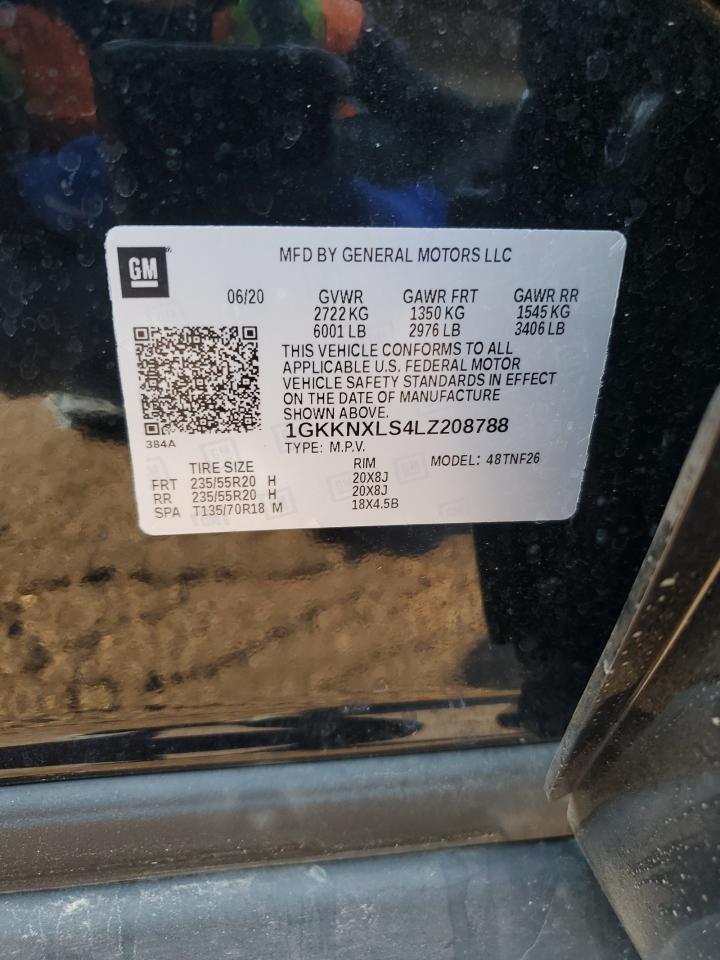 GM
MFD BY GENERAL MOTORS LLC
06/20 GVWR GAWR FRT GAWR RR
2722 KG 1350 KG 1545 KG
6001 LB 2976 LB 3406 LB
THIS VEHICLE CONFORMS TO ALL
APPLICABLE U.S. FEDERAL MOTOR
VEHICLE SAFETY STANDARDS IN EFFECT
ON THE DATE OF MANUFACTURE
SHOWN ABOVE.
384A
1GKKNXLS4LZ208788
TYPE: M.P.V.
TIRE SIZE RIM MODEL: 48TNF26
FRT 235/55R20 H 20X8J
RR 235/55R20 H 20X8J
SPA T135/70R18 M 18X4.5B